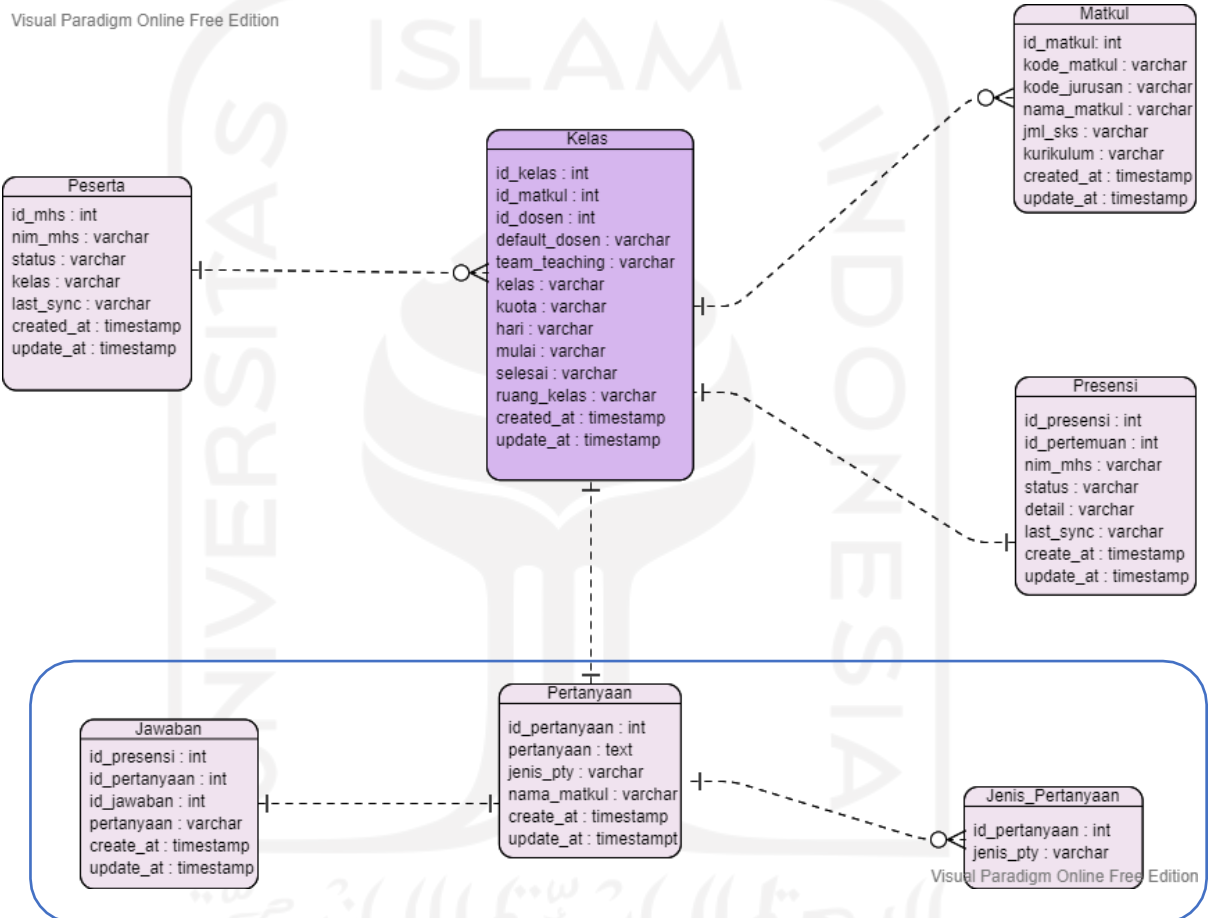 Visual Paradigm Online Free Edition
ISLAM
UNIVERSITAS
INDONESIA
Matkul
id_matkul: int
kode_matkul : varchar
kode_jurusan : varchar
nama_matkul : varchar
jml_sks : varchar
kurikulum : varchar
created_at : timestamp
update_at : timestamp
Kelas
id_kelas : int
id_matkul : int
id_dosen : int
default_dosen : varchar
team_teaching : varchar
kelas : varchar
kuota : varchar
hari : varchar
mulai : varchar
selesai : varchar
ruang_kelas : varchar
created_at : timestamp
update_at : timestamp
Peserta
id_mhs : int
nim_mhs : varchar
status : varchar
kelas : varchar
last_sync : varchar
created_at : timestamp
update_at : timestamp
Presensi
id_presensi : int
id_pertemuan : int
nim_mhs : varchar
status : varchar
detail : varchar
last_sync : varchar
create_at : timestamp
update_at : timestamp
Jawaban
id_presensi : int
id_pertanyaan : int
id_jawaban : int
pertanyaan : varchar
create_at : timestamp
update_at : timestamp
Pertanyaan
id_pertanyaan : int
pertanyaan : text
jenis_pty : varchar
nama_matkul : varchar
create_at : timestamp
update_at : timestampt
Jenis_Pertanyaan
id_pertanyaan : int
jenis_pty : varchar
Visual Paradigm Online Free Edition